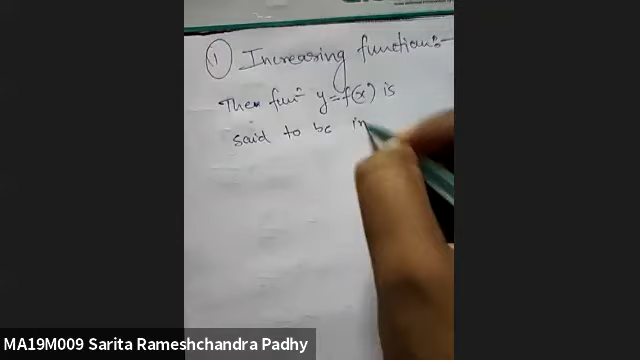 1 Increasing function:-
The funⁿ y=f(x) is
said to be in
MA19M009 Sarita Rameshchandra Padhy